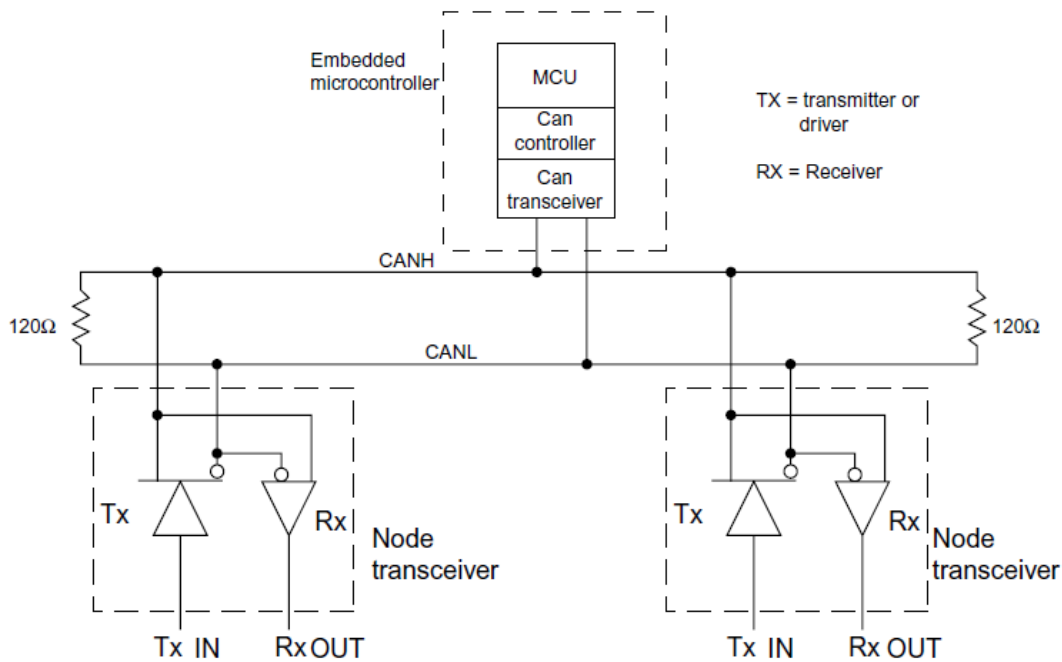 Embedded
microcontroller
MCU
Can
controller
Can
transceiver
TX = transmitter or
driver
RX = Receiver
CANH
120Ω
120Ω
CANL
Tx
Rx
Node
transceiver
Tx IN
Rx OUT
Tx
Rx
Node
transceiver
Tx IN
Rx OUT